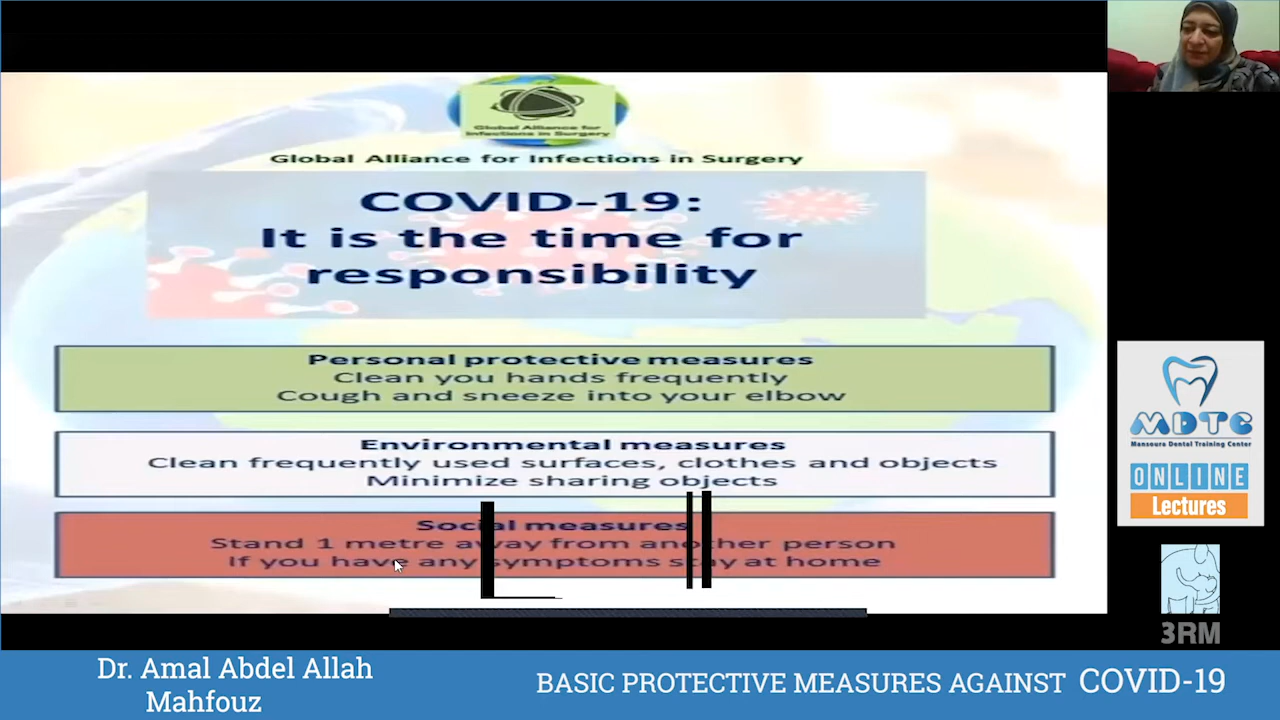 Global Alliance for
Infections in Surgery
Global Alliance for Infections in Surgery
COVID-19:
It is the time for
responsibility
Personal protective measures
Clean you hands frequently
Cough and sneeze into your elbow
Environmental measures
Clean frequently used surfaces, clothes and objects
Minimize sharing objects
Social measures
Stand 1 metre away from another person
If you have any symptoms stay at home
MDTC
Mansoura Dental Training Center
ONLINE
Lectures
3RM
Dr. Amal Abdel Allah
Mahfouz
BASIC PROTECTIVE MEASURES AGAINST COVID-19